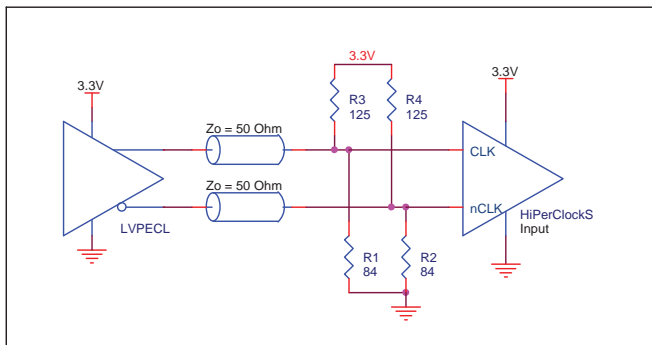 3.3V
R3
125
R4
125
3.3V
3.3V
Zo = 50 Ohm
CLK
Zo = 50 Ohm
nCLK
LVPECL
HiPerClockS
Input
R1
84
R2
84